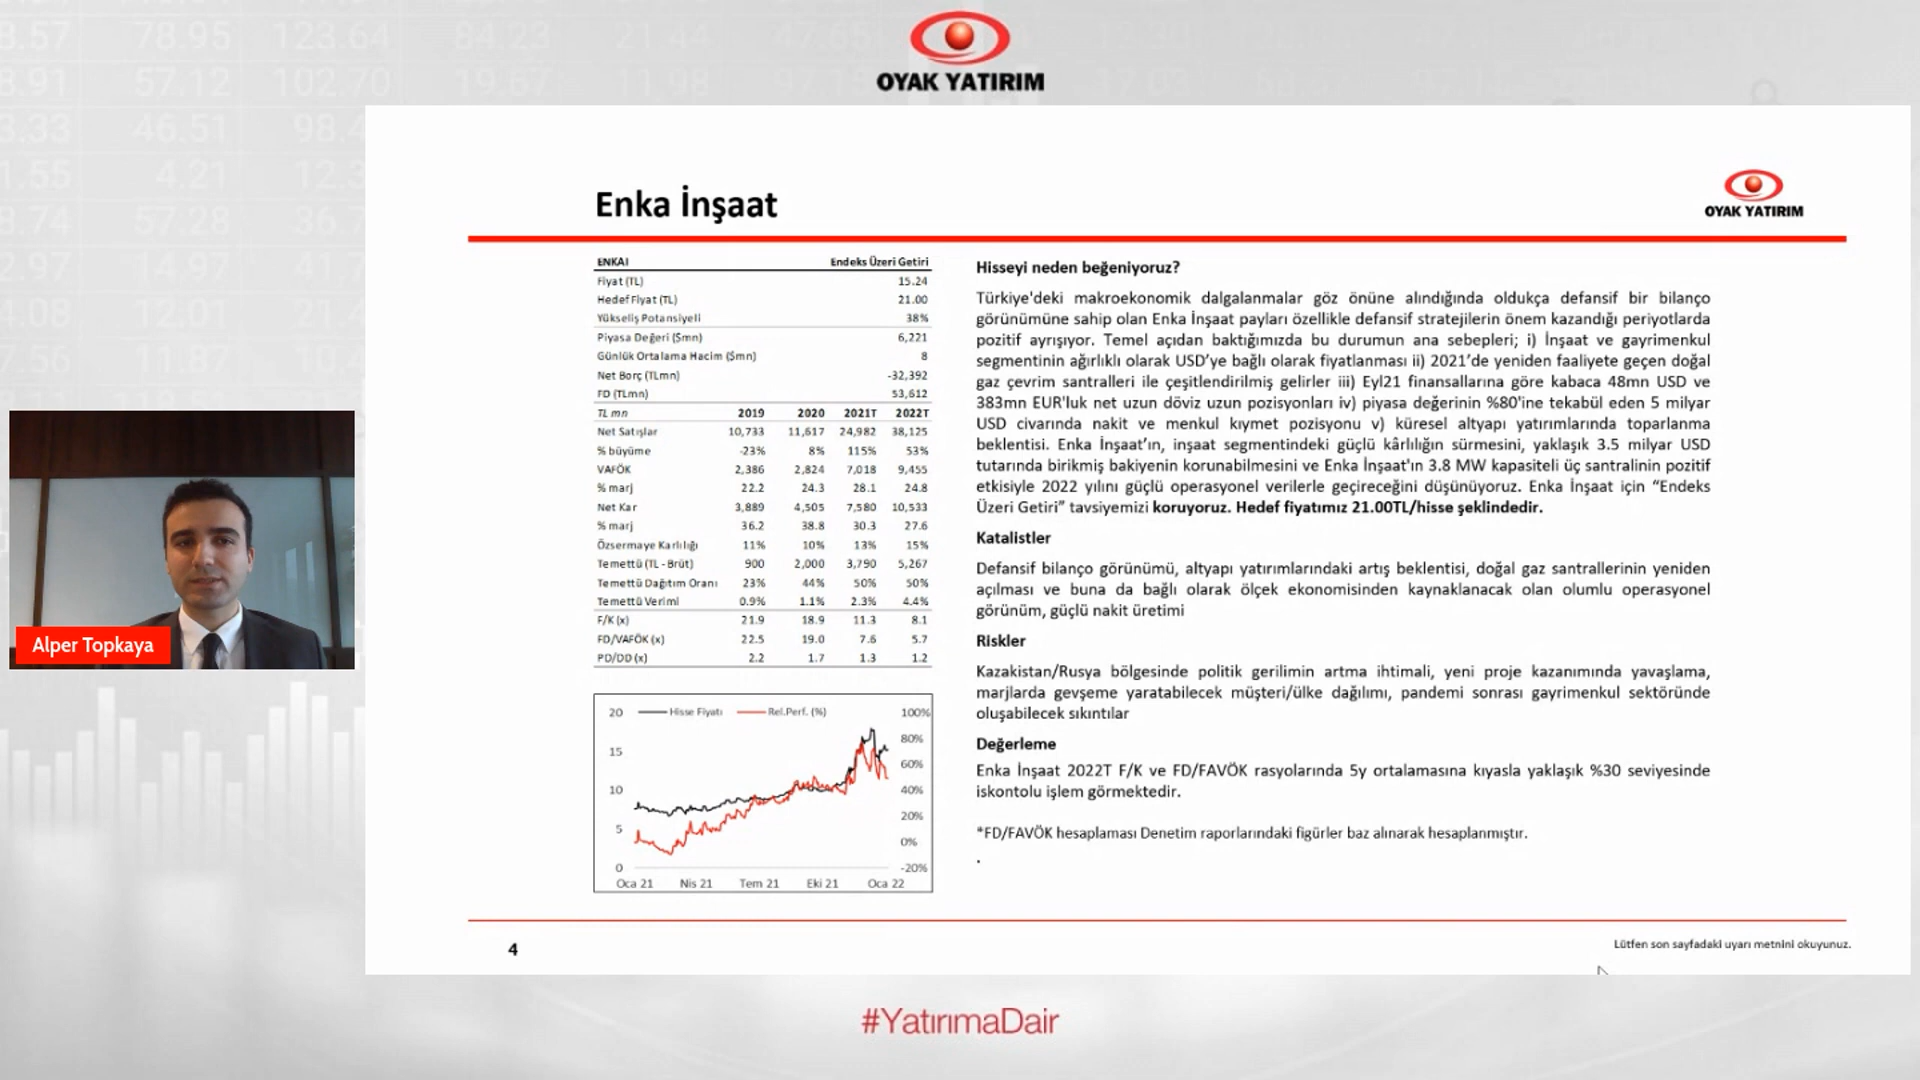 OYAK YATIRIM
Enka İnşaat
OYAK YATIRIM
ENKAI Endeks Üzeri Getiri
Fiyat (TL) 15.24
Hedef Fiyat (TL) 21.00
Yükseliş Potansiyeli 38%
Piyasa Değeri ($mn) 6,221
Günlük Ortalama Hacim ($mn) 8
Net Borç (TLmn) -32,392
FD (TLmn) 53,612
TL mn 2019 2020 2021T 2022T
Net Satışlar 10,733 11,617 24,982 38,125
% büyüme -23% 8% 115% 53%
VAFÖK 2,386 2,824 7,018 9,455
% marj 22.2 24.3 28.1 24.8
Net Kar 3,889 4,505 7,580 10,533
% marj 36.2 38.8 30.3 27.6
Özsermaye Karlılığı 11% 10% 13% 15%
Temettü (TL - Brüt) 900 2,000 3,790 5,267
Temettü Dağıtım Oranı 23% 44% 50% 50%
Temettü Verimi 0.9% 1.1% 2.3% 4.4%
F/K (x) 21.9 18.9 11.3 8.1
FD/VAFÖK (x) 22.5 19.0 7.6 5.7
PD/DD (x) 2.2 1.7 1.3 1.2
Hisse Fiyatı Rel.Perf. (%)
20 100%
80%
15
60%
10 40%
20%
5
0%
0 -20%
Oca 21 Nis 21 Tem 21 Eki 21 Oca 22
Hisseyi neden beğeniyoruz?
Türkiye'deki makroekonomik dalgalanmalar göz önüne alındığında oldukça defansif bir bilanço
görünümüne sahip olan Enka İnşaat payları özellikle defansif stratejilerin önem kazandığı periyotlarda
pozitif ayrışıyor. Temel açıdan baktığımızda bu durumun ana sebepleri; i) İnşaat ve gayrimenkul
segmentinin ağırlıklı olarak USD'ye bağlı olarak fiyatlanması ii) 2021'de yeniden faaliyete geçen doğal
gaz çevrim santralleri ile çeşitlendirilmiş gelirler iii) Eyl21 finansallarına göre kabaca 48mn USD ve
383mn EUR'luk net uzun döviz uzun pozisyonları iv) piyasa değerinin %80'ine tekabül eden 5 milyar
USD civarında nakit ve menkul kıymet pozisyonu v) küresel altyapı yatırımlarında toparlanma
beklentisi. Enka İnşaat'ın, inşaat segmentindeki güçlü kârlılığın sürmesini, yaklaşık 3.5 milyar USD
tutarında birikmiş bakiyenin korunabilmesini ve Enka İnşaat'ın 3.8 MW kapasiteli üç santralinin pozitif
etkisiyle 2022 yılını güçlü operasyonel verilerle geçireceğini düşünüyoruz. Enka İnşaat için “Endeks
Üzeri Getiri” tavsiyemizi koruyoruz. Hedef fiyatımız 21.00TL/hisse şeklindedir.
Katalistler
Defansif bilanço görünümü, altyapı yatırımlarındaki artış beklentisi, doğal gaz santrallerinin yeniden
açılması ve buna da bağlı olarak ölçek ekonomisinden kaynaklanacak olan olumlu operasyonel
görünüm, güçlü nakit üretimi
Riskler
Kazakistan/Rusya bölgesinde politik gerilimin artma ihtimali, yeni proje kazanımında yavaşlama,
marjlarda gevşeme yaratabilecek müşteri/ülke dağılımı, pandemi sonrası gayrimenkul sektöründe
oluşabilecek sıkıntılar
Değerleme
Enka İnşaat 2022T F/K ve FD/FAVÖK rasyolarında 5y ortalamasına kıyasla yaklaşık %30 seviyesinde
iskontolu işlem görmektedir.
*FD/FAVÖK hesaplaması Denetim raporlarındaki figürler baz alınarak hesaplanmıştır.
.
4
Lütfen son sayfadaki uyarı metnini okuyunuz.
Alper Topkaya
#YatırımaDair